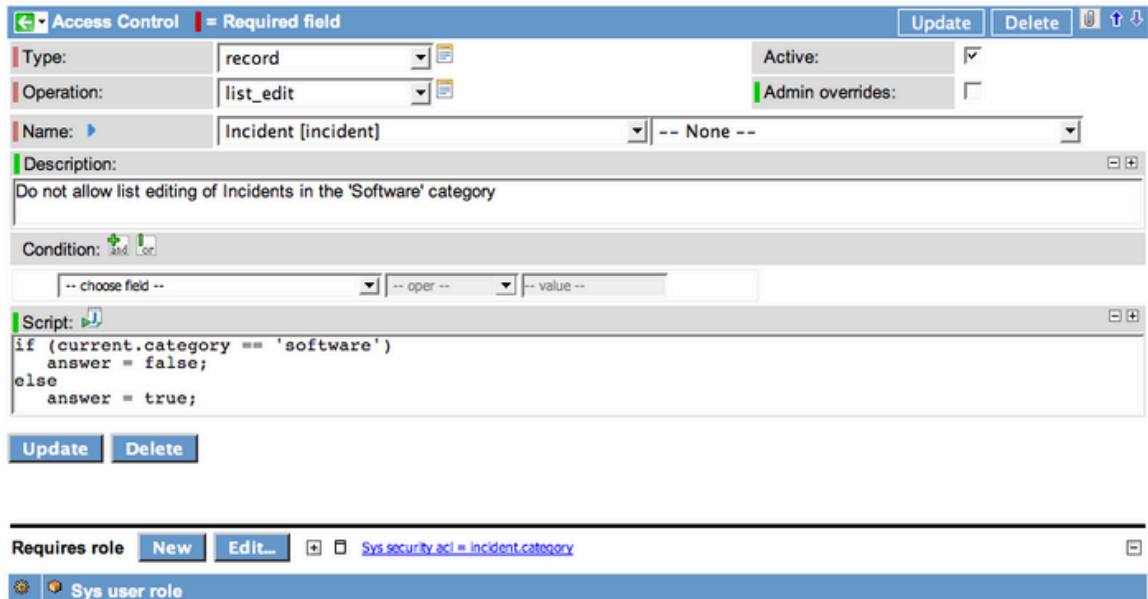 Access Control = Required field Update Delete
Type: record Active:
Operation: list_edit Admin overrides:
Name: Incident [incident] -- None --
Description:
Do not allow list editing of Incidents in the 'Software' category
Condition: and or
-- choose field -- -- oper -- -- value --
Script:
if (current.category == 'software')
answer = false;
else
answer = true;
Update Delete
Requires role New Edit... Sys security acl = incident.category
Sys user role